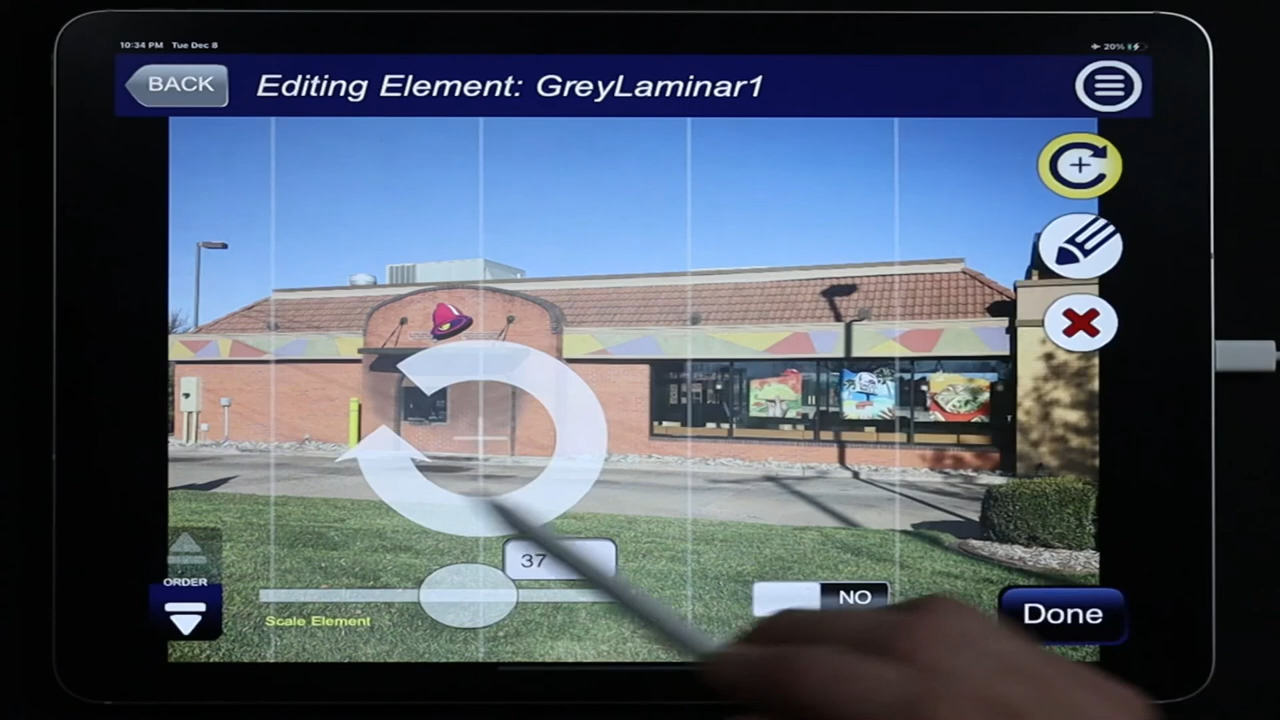 10:34 PM Tue Dec 8
20%
BACK
Editing Element: GreyLaminar1
37
ORDER
Scale Element
NO
Done